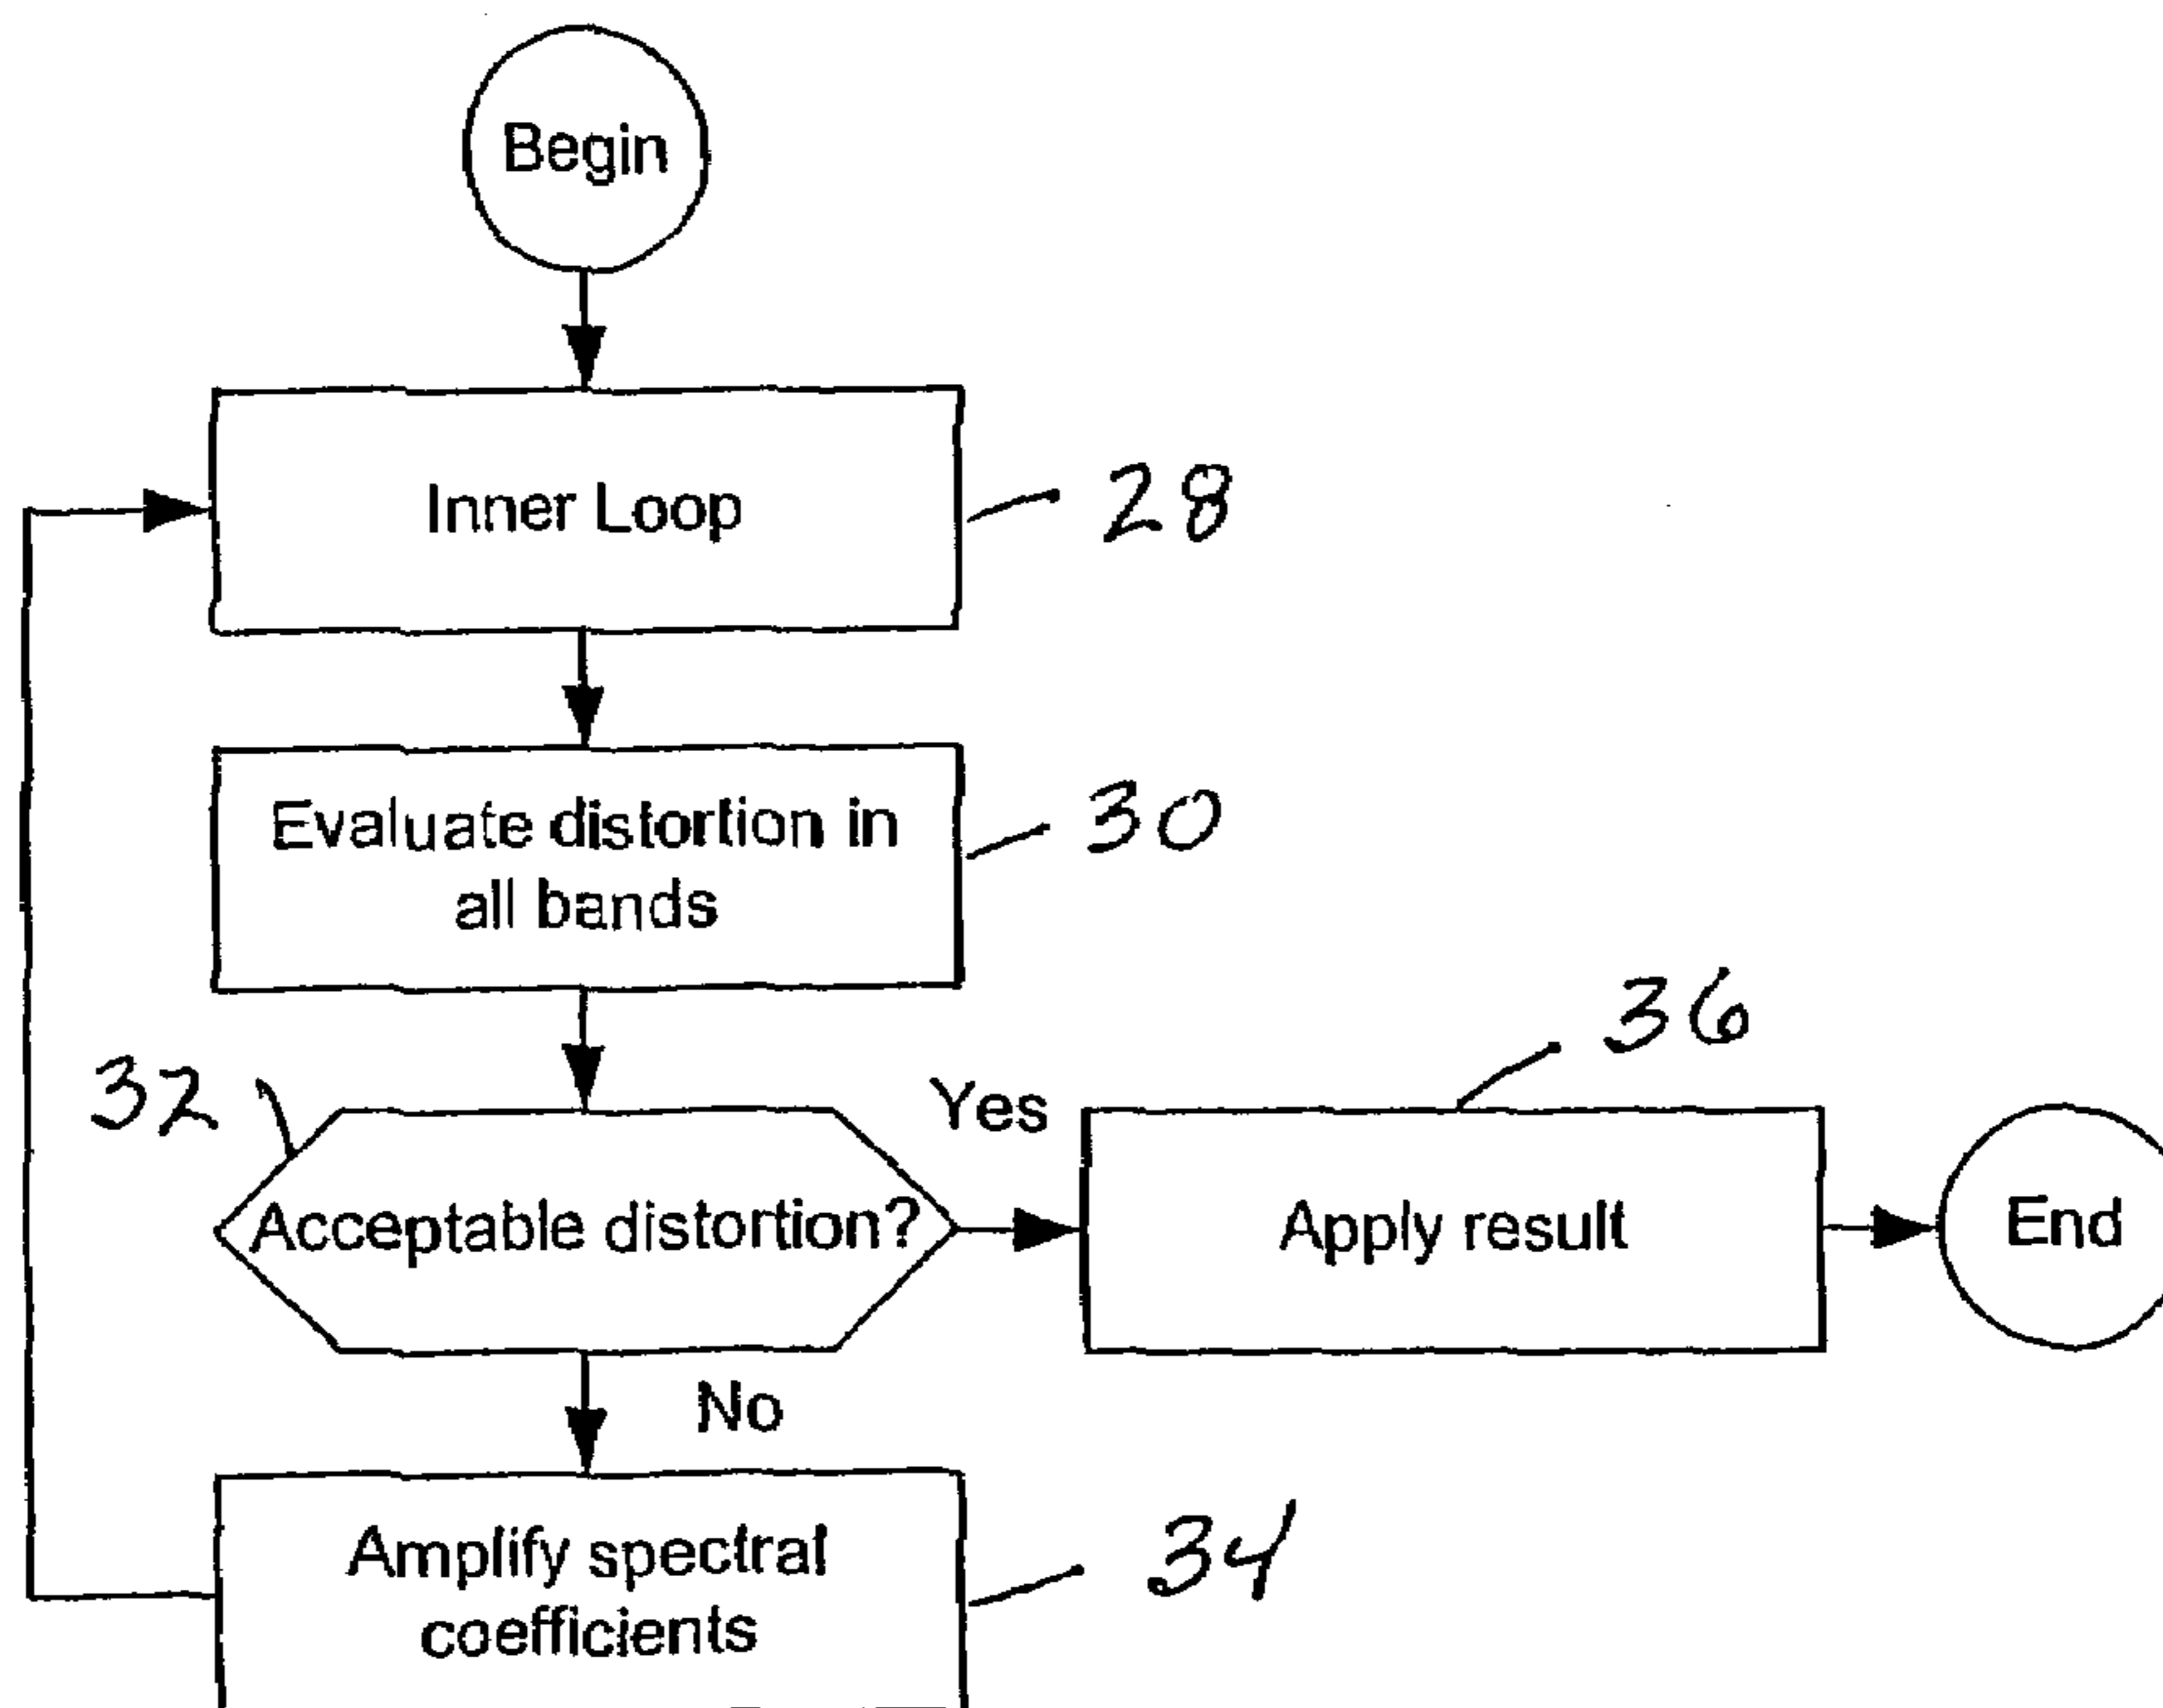 Begin
Inner Loop
28
Evaluate distortion in
all bands
30
36
32
Yes
Acceptable distortion?
Apply result
End
No
Amplify spectral
coefficients
34